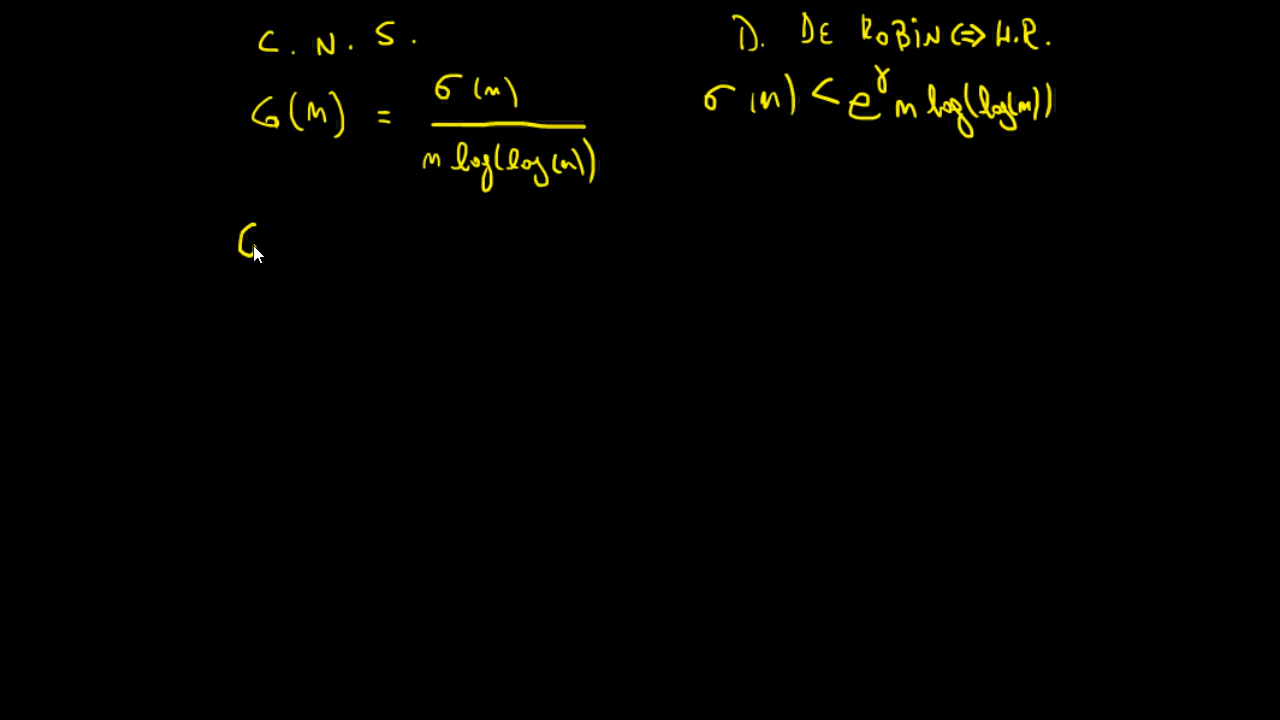 C. N. S.
G(n) = σ(n) / n log(log(n))
G
D. DE ROBIN <=> H.R.
σ(n) < e^γ n log(log(n))